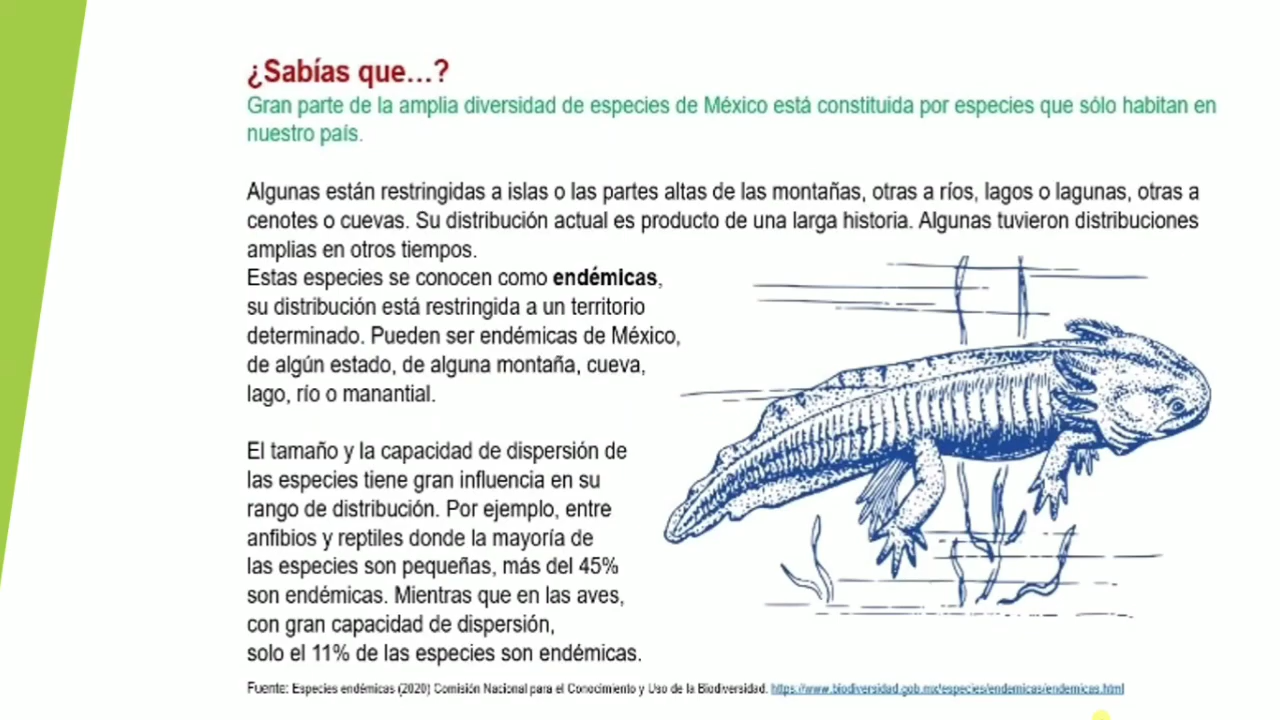 ¿Sabías que...?
Gran parte de la amplia diversidad de especies de México está constituida por especies que sólo habitan en
nuestro país.
Algunas están restringidas a islas o las partes altas de las montañas, otras a ríos, lagos o lagunas, otras a
cenotes o cuevas. Su distribución actual es producto de una larga historia. Algunas tuvieron distribuciones
amplias en otros tiempos.
Estas especies se conocen como endémicas,
su distribución está restringida a un territorio
determinado. Pueden ser endémicas de México,
de algún estado, de alguna montaña, cueva,
lago, río o manantial.
El tamaño y la capacidad de dispersión de
las especies tiene gran influencia en su
rango de distribución. Por ejemplo, entre
anfibios y reptiles donde la mayoría de
las especies son pequeñas, más del 45%
son endémicas. Mientras que en las aves,
con gran capacidad de dispersión,
solo el 11% de las especies son endémicas.
Fuente: Especies endémicas (2020) Comisión Nacional para el Conocimiento y Uso de la Biodiversidad. https://www.biodiversidad.gob.mx/especies/endemicas/endemicas.html